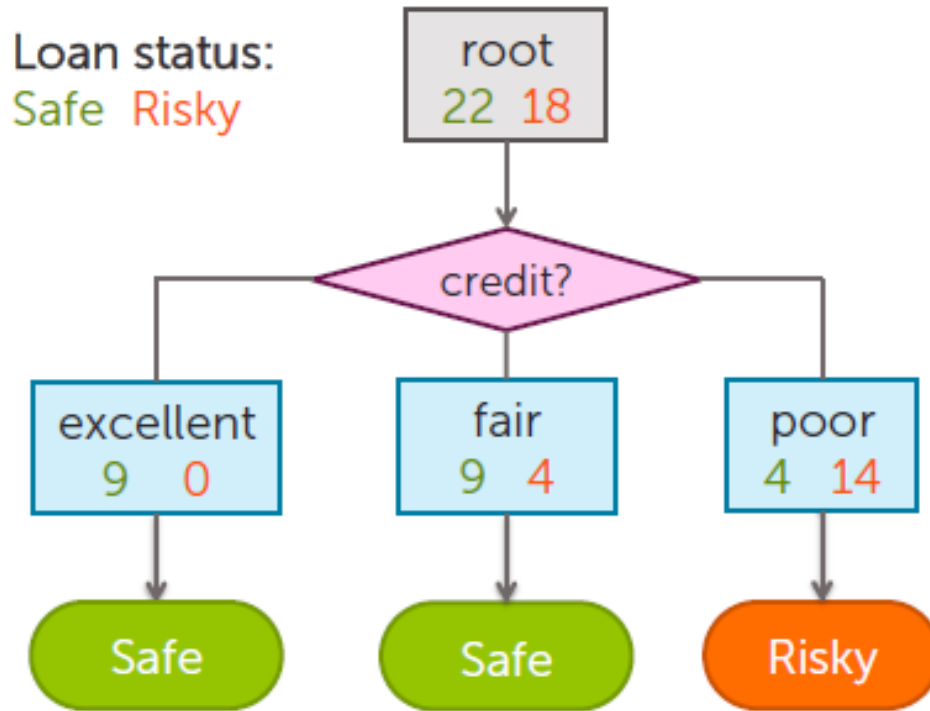 Loan status:
Safe Risky
root
22 18
credit?
excellent
9 0
fair
9 4
poor
4 14
Safe
Safe
Risky